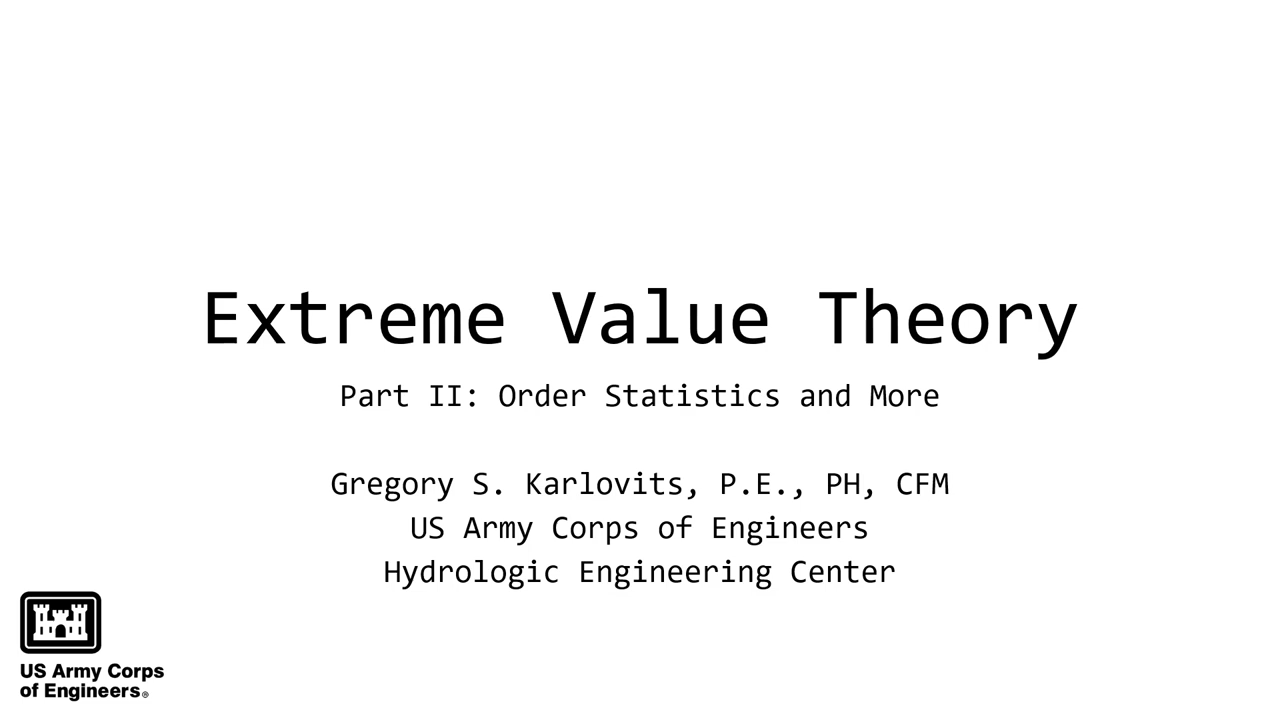 Extreme Value Theory
Part II: Order Statistics and More
Gregory S. Karlovits, P.E., PH, CFM
US Army Corps of Engineers
Hydrologic Engineering Center
US Army Corps
of Engineers®